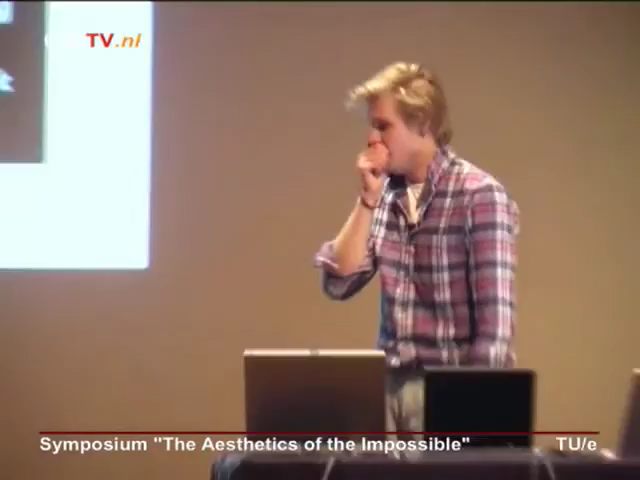 TV.nl
Symposium "The Aesthetics of the Impossible" TU/e